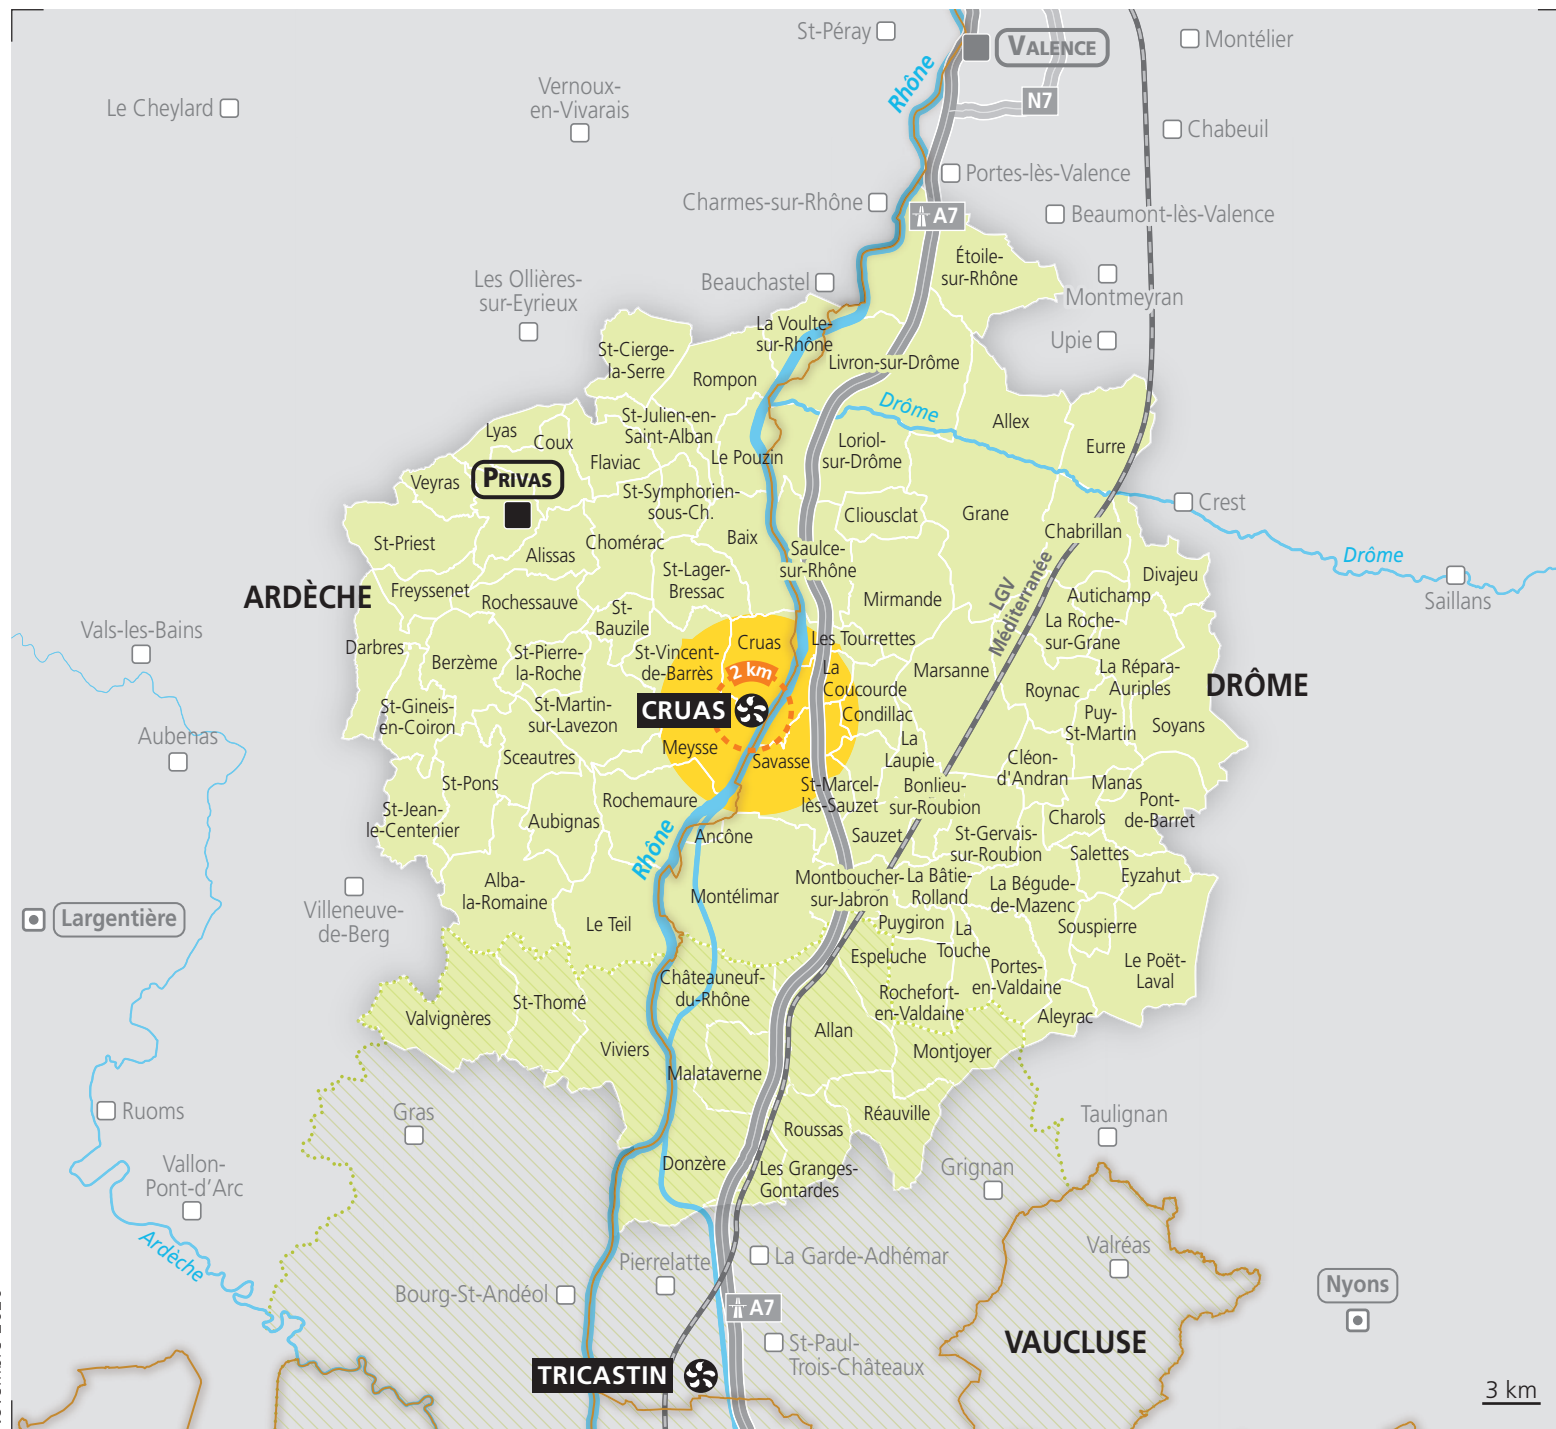 St-Péray
VALENCE
Montélier
Rhône
Vernoux-
en-Vivarais
Le Cheylard
N7
Chabeuil
Portes-lès-Valence
Charmes-sur-Rhône
A7
Beaumont-lès-Valence
Étoile-
sur-Rhône
Les Ollières-
sur-Eyrieux
Beauchastel
Montmeyran
La Voulte-
sur-Rhône
Upie
St-Cierge-
la-Serre
Livron-sur-Drôme
Rompon
Drôme
St-Julien-en-
Saint-Alban
Allex
Lyas
Coux
Loriol-
sur-Drôme
Eurre
Le Pouzin
Flaviac
PRIVAS
Veyras
St-Symphorien-
sous-Ch.
Crest
Cliousclat
Grane
Chabrillan
St-Priest
Chomérac
Baix
Alissas
Saulce-
sur-Rhône
Drôme
St-Lager-
Bressac
Divajeu
LGV
Méditerranée
Freyssenet
ARDÈCHE
Rochessauve
Mirmande
Autichamp
Saillans
St-
Bauzile
La Roche-
sur-Grane
Vals-les-Bains
Darbres
Cruas
Les Tourrettes
Berzème
St-Pierre-
la-Roche
St-Vincent-
de-Barrès
2 km
La
Coucourde
Marsanne
La Répara-
Auriples
DRÔME
Roynac
St-Gineis-
en-Coiron
St-Martin-
sur-Lavezon
CRUAS
Condillac
Puy-
St-Martin
Soyans
Aubenas
Meysse
La
Laupie
Sceautres
Savasse
Cléon-
d'Andran
St-Pons
St-Marcel-
lès-Sauzet
Bonlieu-
sur-Roubion
Manas
Pont-
de-Barret
St-Jean-
le-Centenier
Rochemaure
Aubignas
Charols
Rhône
Ancône
Sauzet
St-Gervais-
sur-Roubion
Salettes
Eyzahut
Alba-
la-Romaine
Montélimar
Montboucher-
sur-Jabron
La Bâtie-
Rolland
La Bégude-
de-Mazenc
Largentière
Villeneuve-
de-Berg
Le Teil
Puygiron
La
Touche
Souspierre
Espeluche
Châteauneuf-
du-Rhône
Portes-
en-Valdaine
Le Poët-
Laval
St-Thomé
Valvignères
Rochefort-
en-Valdaine
Aleyrac
Allan
Viviers
Montjoyer
Malataverne
Ruoms
Gras
Réauville
Taulignan
Roussas
Vallon-
Pont-d'Arc
Donzère
Les Granges-
Gontardes
Grignan
Ardèche
Pierrelatte
La Garde-Adhémar
Valréas
Bourg-St-Andéol
A7
Nyons
St-Paul-
Trois-Châteaux
VAUCLUSE
TRICASTIN
3 km